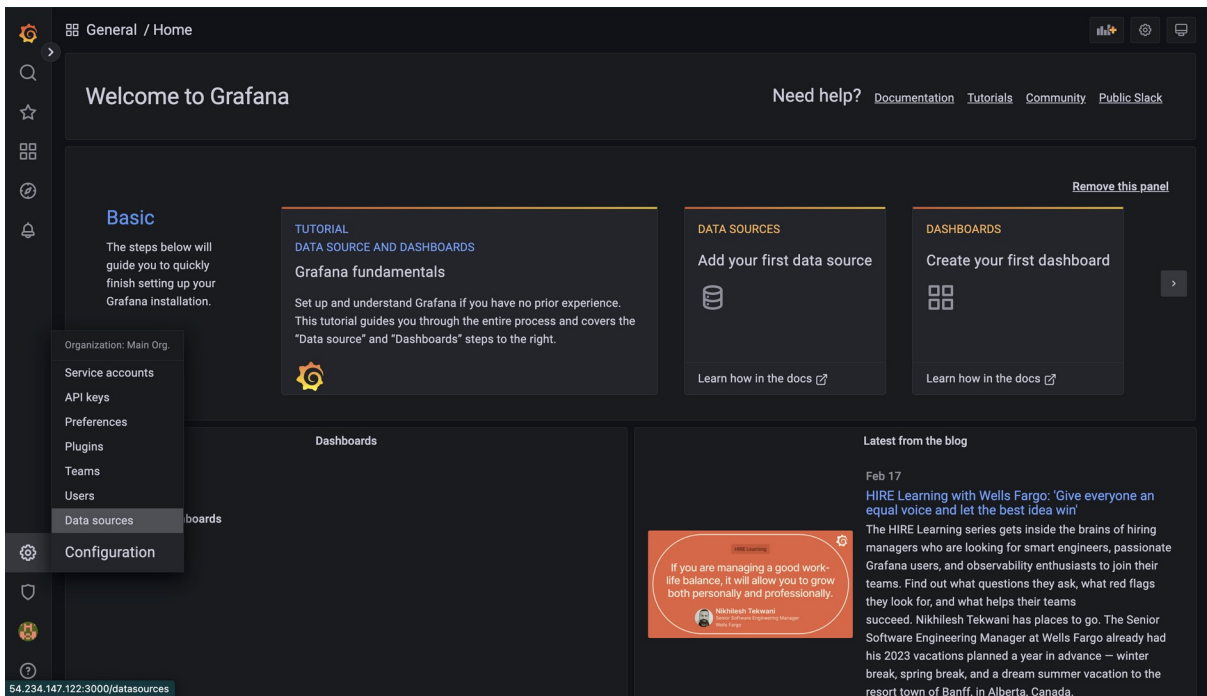 General / Home
Welcome to Grafana
Need help? Documentation Tutorials Community Public Slack
Remove this panel
Basic
The steps below will
guide you to quickly
finish setting up your
Grafana installation.
TUTORIAL
DATA SOURCE AND DASHBOARDS
Grafana fundamentals
Set up and understand Grafana if you have no prior experience.
This tutorial guides you through the entire process and covers the
"Data source" and "Dashboards" steps to the right.
DATA SOURCES
Add your first data source
Learn how in the docs
DASHBOARDS
Create your first dashboard
Learn how in the docs
Organization: Main Org.
Service accounts
API keys
Preferences
Plugins
Teams
Users
Data sources
Configuration
Dashboards
boards
Latest from the blog
Feb 17
HIRE Learning with Wells Fargo: 'Give everyone an
equal voice and let the best idea win'
The HIRE Learning series gets inside the brains of hiring
managers who are looking for smart engineers, passionate
Grafana users, and observability enthusiasts to join their
teams. Find out what questions they ask, what red flags
they look for, and what helps their teams
succeed. Nikhilesh Tekwani has places to go. The Senior
Software Engineering Manager at Wells Fargo already had
his 2023 vacations planned a year in advance — winter
break, spring break, and a dream summer vacation to the
resort town of Banff, in Alberta, Canada.
HIRE Learning
If you are managing a good work-
life balance, it will allow you to grow
both personally and professionally.
Nikhilesh Tekwani
Senior Software Engineering Manager
Wells Fargo
54.234.147.122:3000/datasources